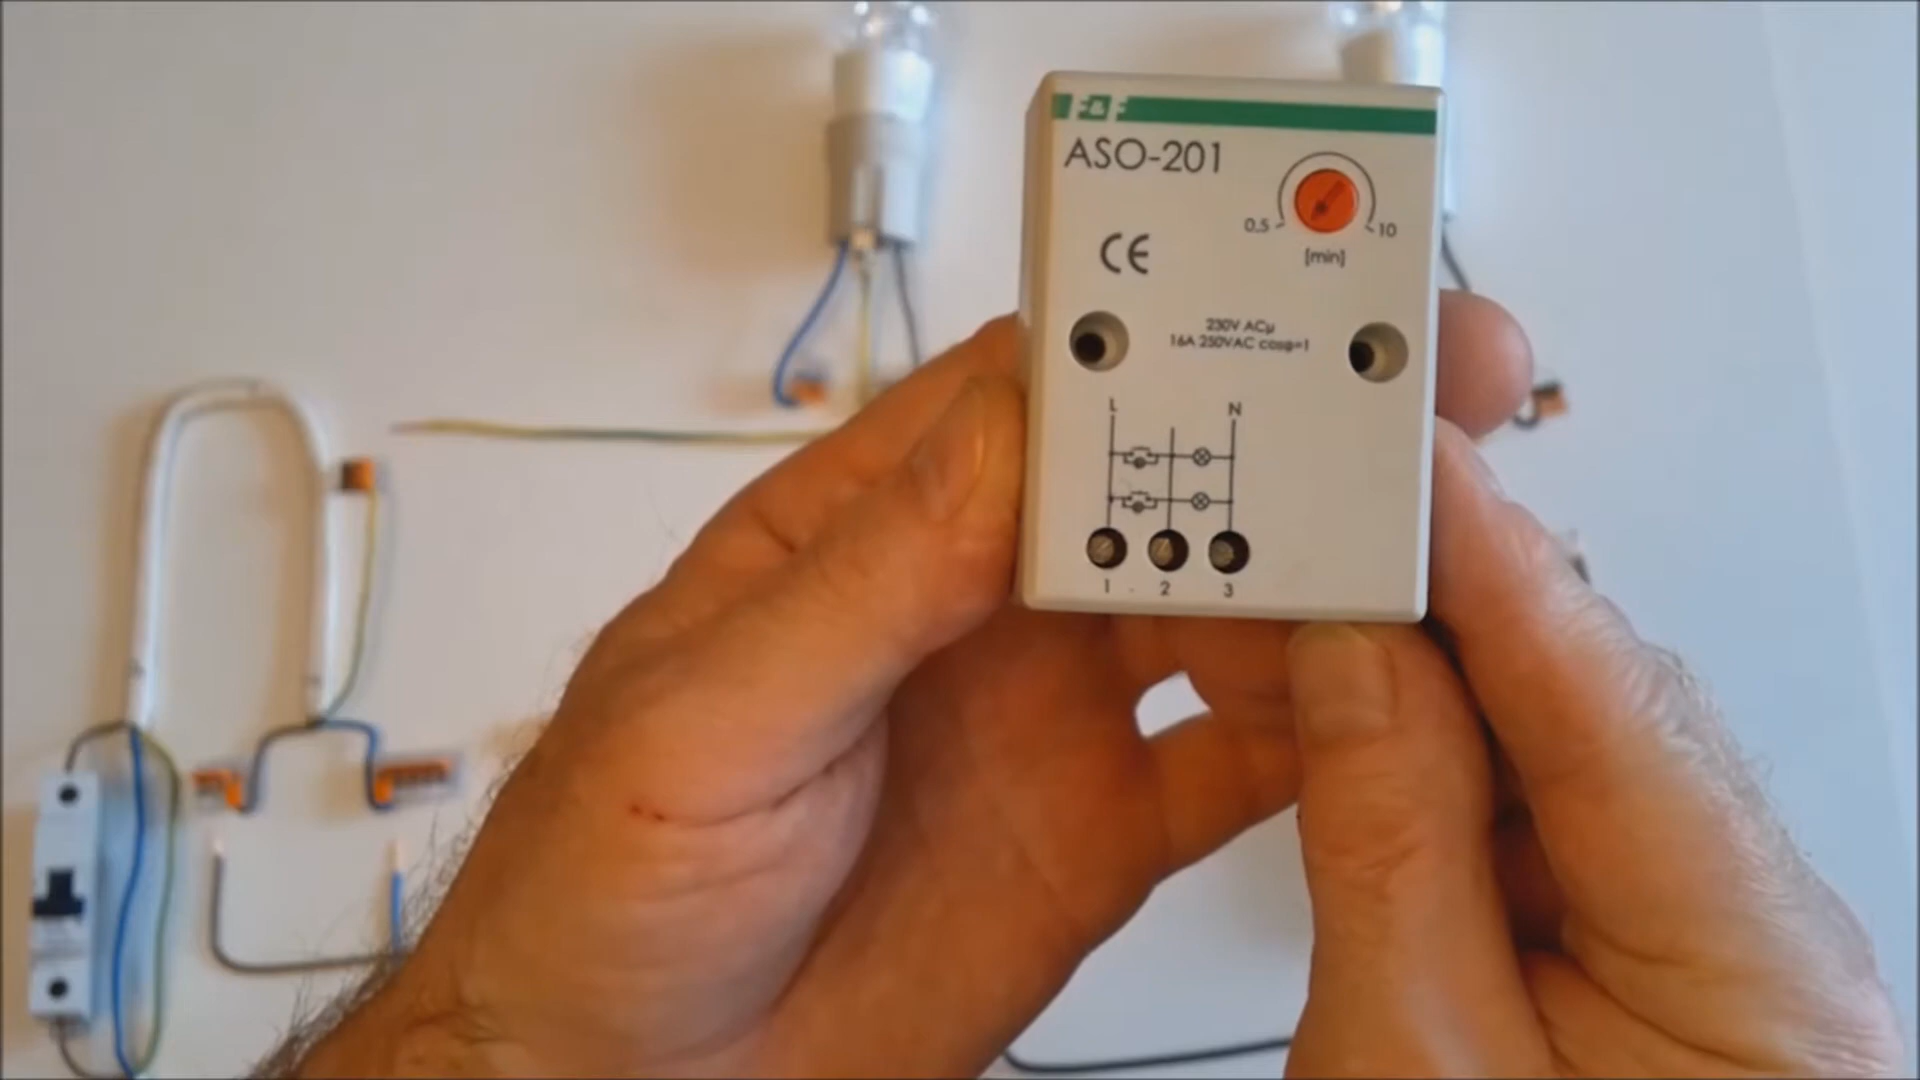 F&F
ASO-201
0,5
10
[min]
CE
230V ACµ
16A 250VAC cosφ=1
L N
1 2 3